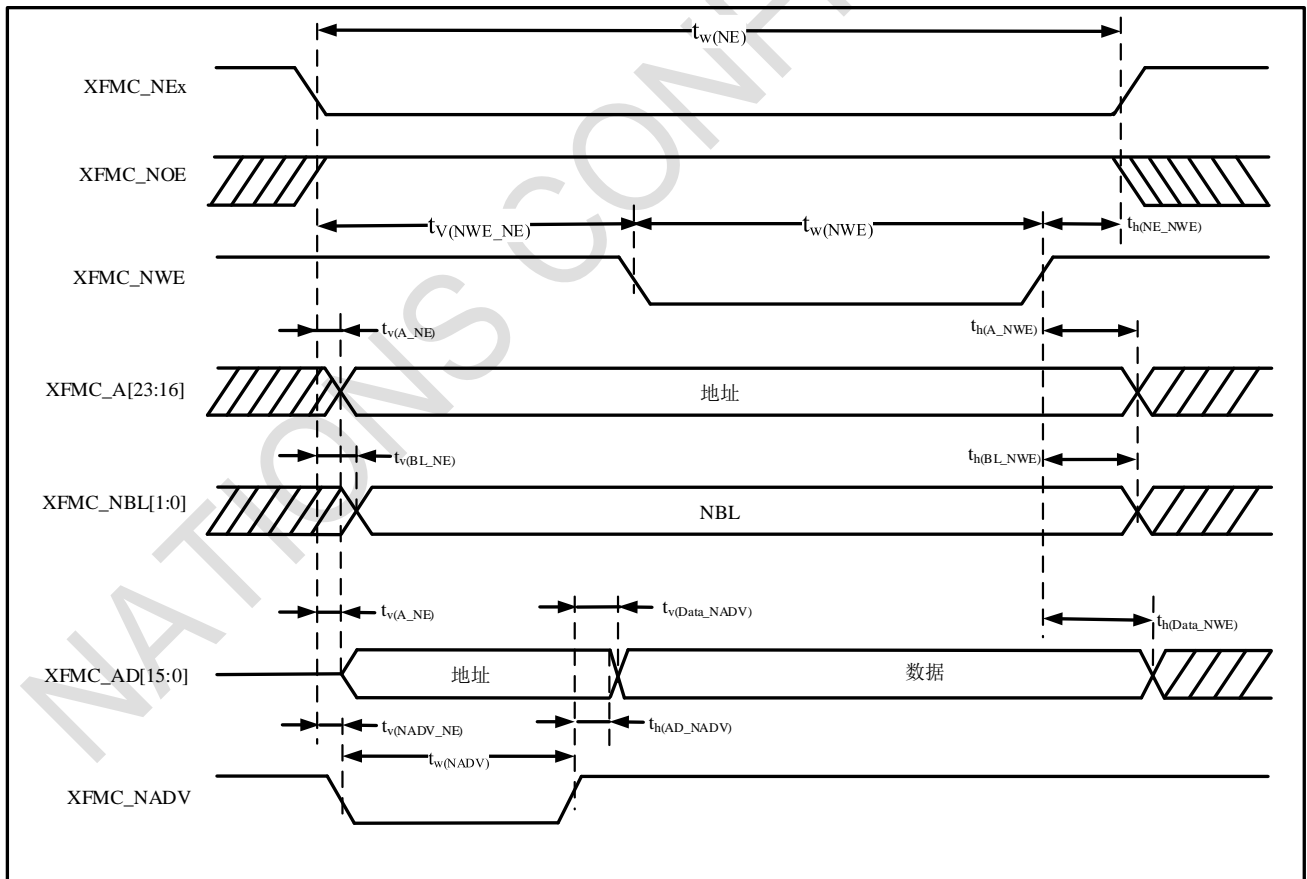 tw(NE)
XFMC_NEx
XFMC_NOE
tV(NWE_NE)
tw(NWE)
th(NE_NWE)
XFMC_NWE
tv(A_NE)
th(A_NWE)
XFMC_A[23:16]
地址
tv(BL_NE)
th(BL_NWE)
XFMC_NBL[1:0]
NBL
tv(A_NE)
tv(Data_NADV)
th(Data_NWE)
XFMC_AD[15:0]
地址
数据
tv(NADV_NE)
th(AD_NADV)
tw(NADV)
XFMC_NADV
NATIONS CONF